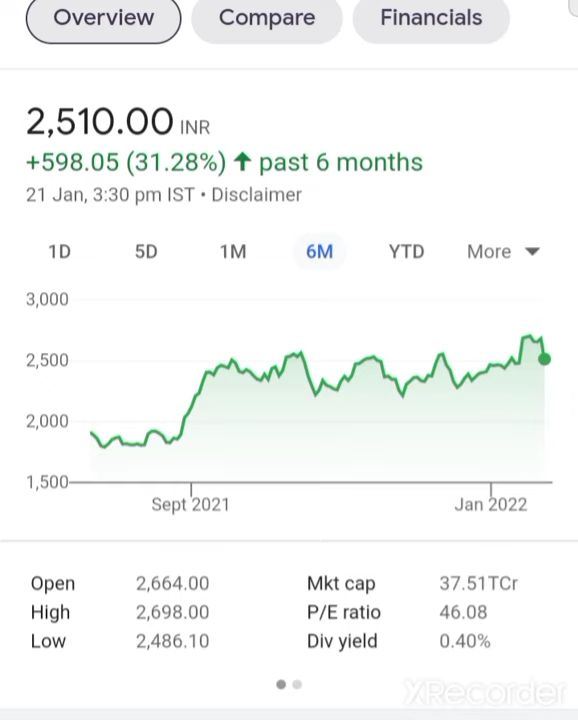 Overview Compare Financials
2,510.00 INR
+598.05 (31.28%) ↑ past 6 months
21 Jan, 3:30 pm IST • Disclaimer
1D 5D 1M 6M YTD More
3,000
2,500
2,000
1,500
Sept 2021 Jan 2022
Open 2,664.00 Mkt cap 37.51TCr
High 2,698.00 P/E ratio 46.08
Low 2,486.10 Div yield 0.40%
XRecorder